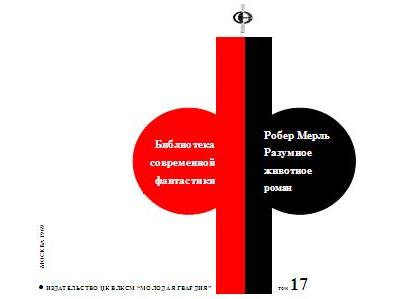 Библиотека
современной
фантастики
Робер Мерль
Разумное
животное
роман
МОСКВА 1969
ИЗДАТЕЛЬСТВО ЦК ВЛКСМ "МОЛОДАЯ ГВАРДИЯ"
том 17